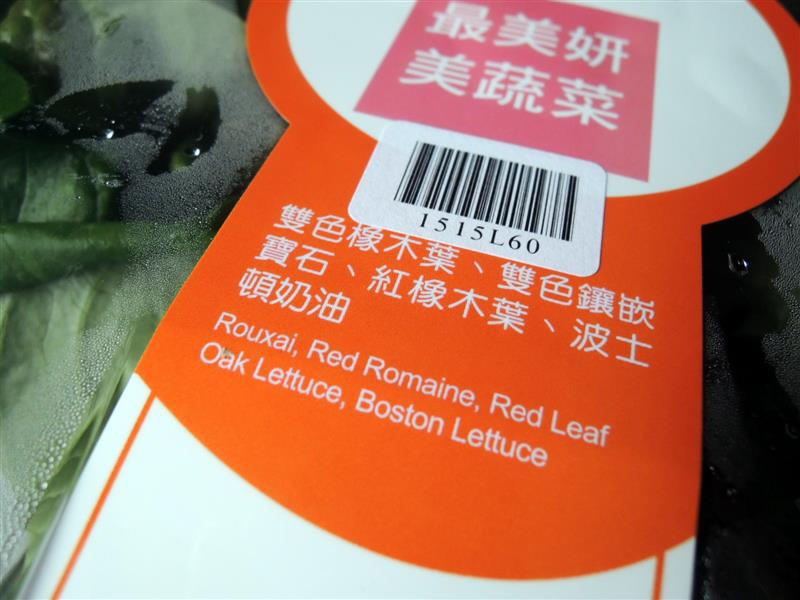 最美妍
美蔬菜
1515L60
雙色橡木葉、雙色鑲嵌
寶石、紅橡木葉、波士
頓奶油
Rouxai, Red Romaine, Red Leaf
Oak Lettuce, Boston Lettuce